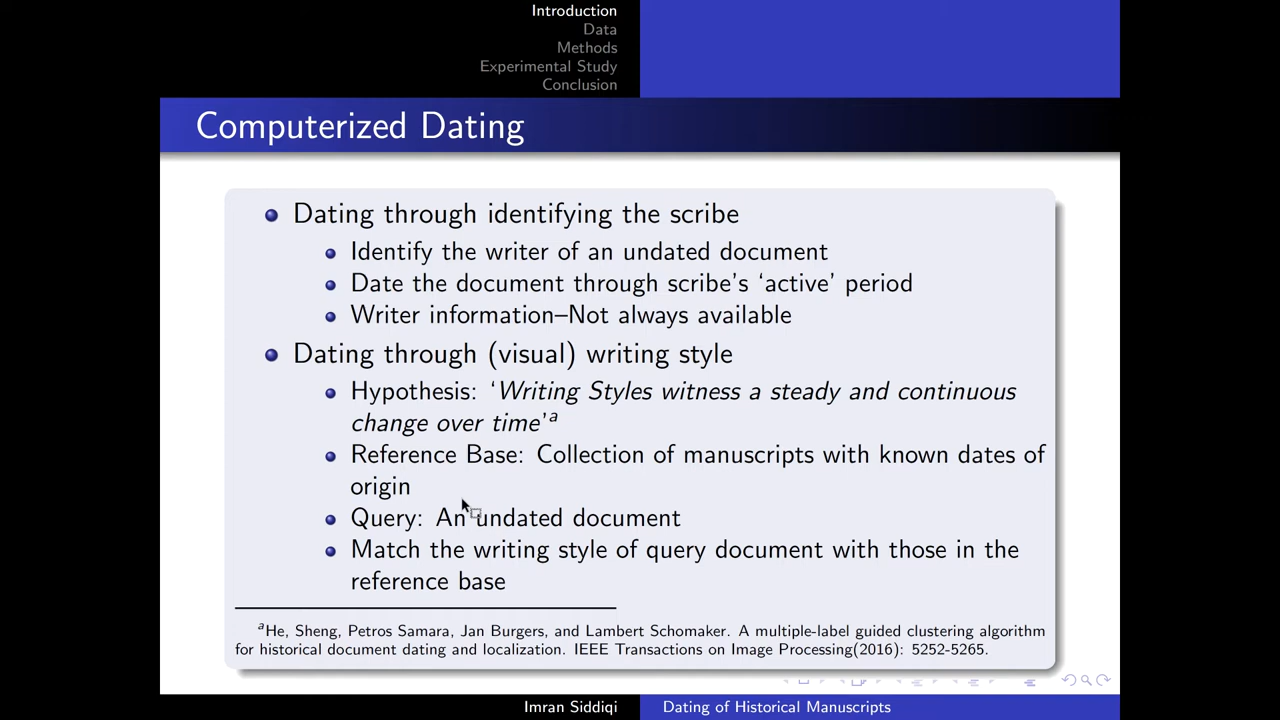 Introduction
Data
Methods
Experimental Study
Conclusion
Computerized Dating
Dating through identifying the scribe
Identify the writer of an undated document
Date the document through scribe's ‘active’ period
Writer information–Not always available
Dating through (visual) writing style
Hypothesis: ‘Writing Styles witness a steady and continuous
change over time’a
Reference Base: Collection of manuscripts with known dates of
origin
Query: An undated document
Match the writing style of query document with those in the
reference base
aHe, Sheng, Petros Samara, Jan Burgers, and Lambert Schomaker. A multiple-label guided clustering algorithm
for historical document dating and localization. IEEE Transactions on Image Processing(2016): 5252-5265.
Imran Siddiqi
Dating of Historical Manuscripts